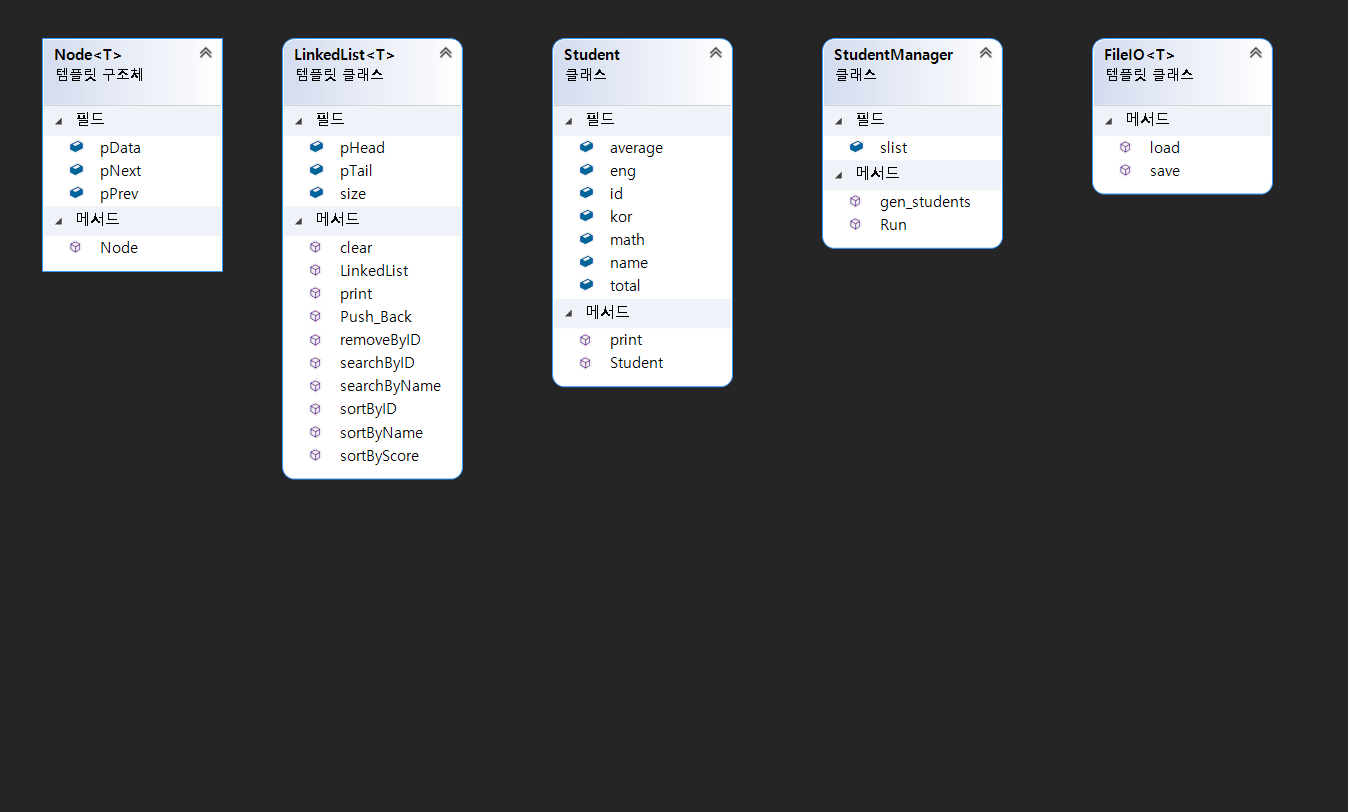 Node<T>
템플릿 구조체
필드
pData
pNext
pPrev
메서드
Node
LinkedList<T>
템플릿 클래스
필드
pHead
pTail
size
메서드
clear
LinkedList
print
Push_Back
removeByID
searchByID
searchByName
sortByID
sortByName
sortByScore
Student
클래스
필드
average
eng
id
kor
math
name
total
메서드
print
Student
StudentManager
클래스
필드
slist
메서드
gen_students
Run
FileIO<T>
템플릿 클래스
메서드
load
save